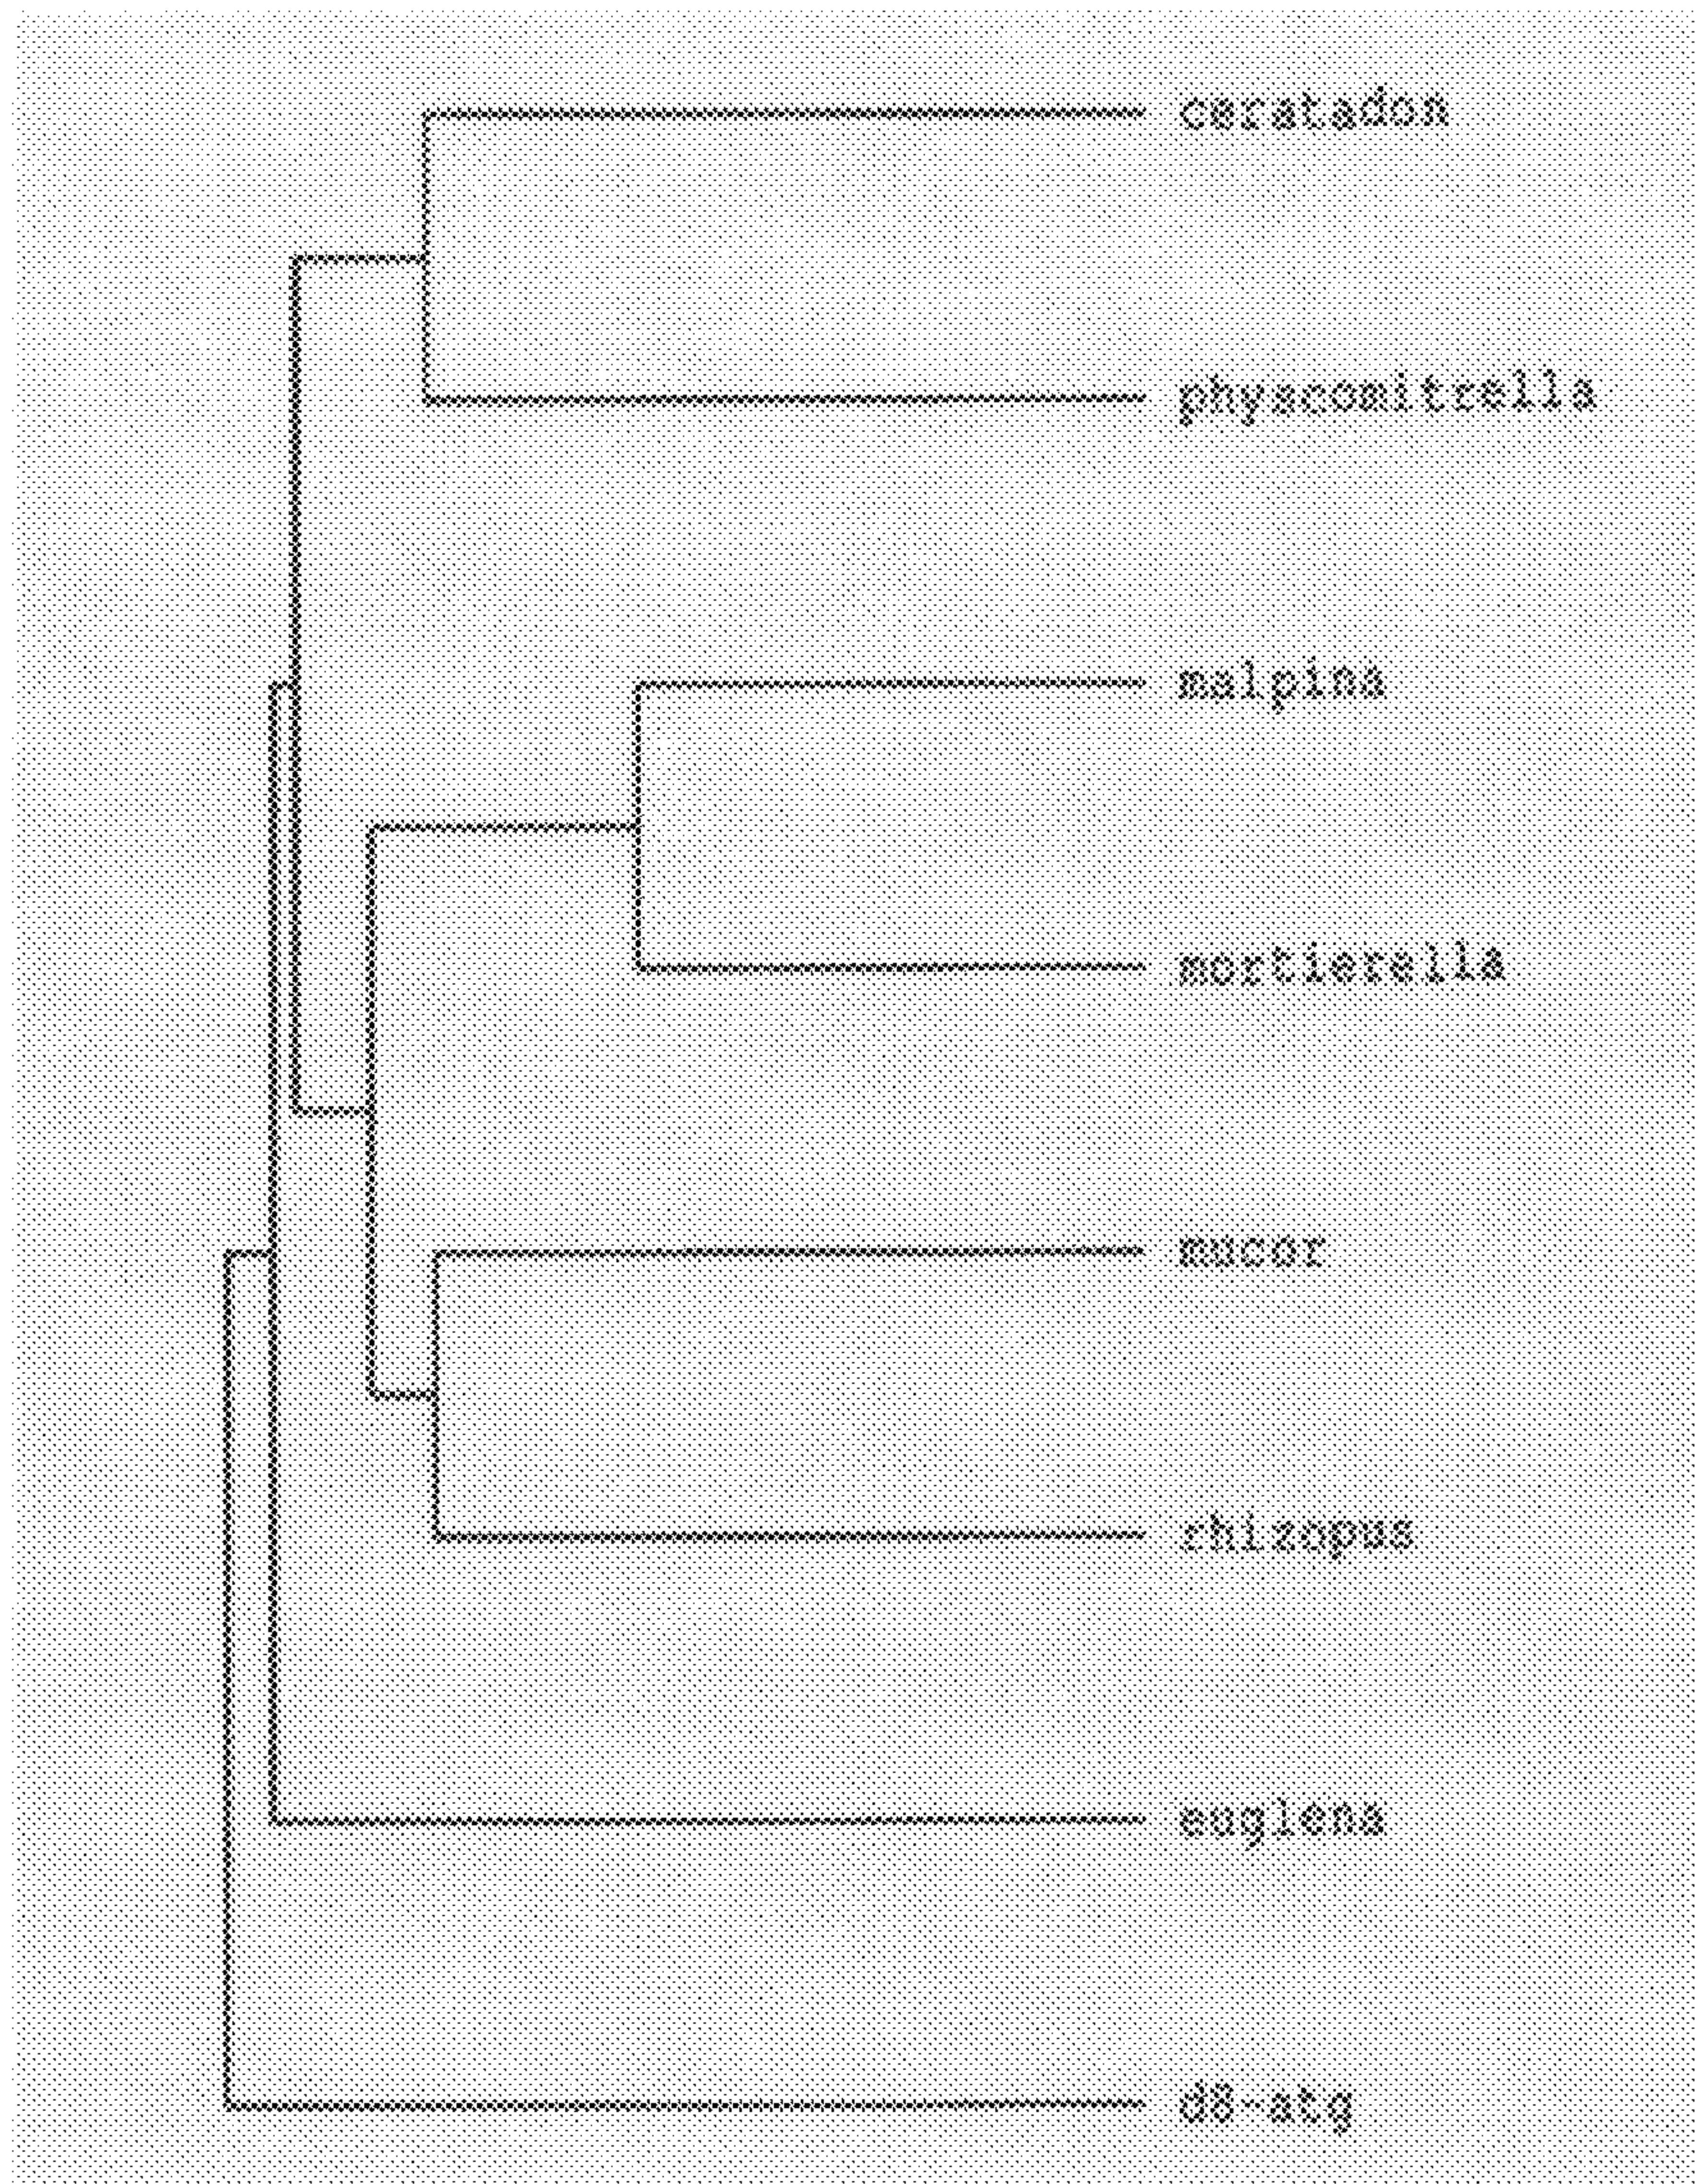 ceratadon
physcomitrella
malpina
mortierella
mucor
rhizopus
euglena
d8-atg